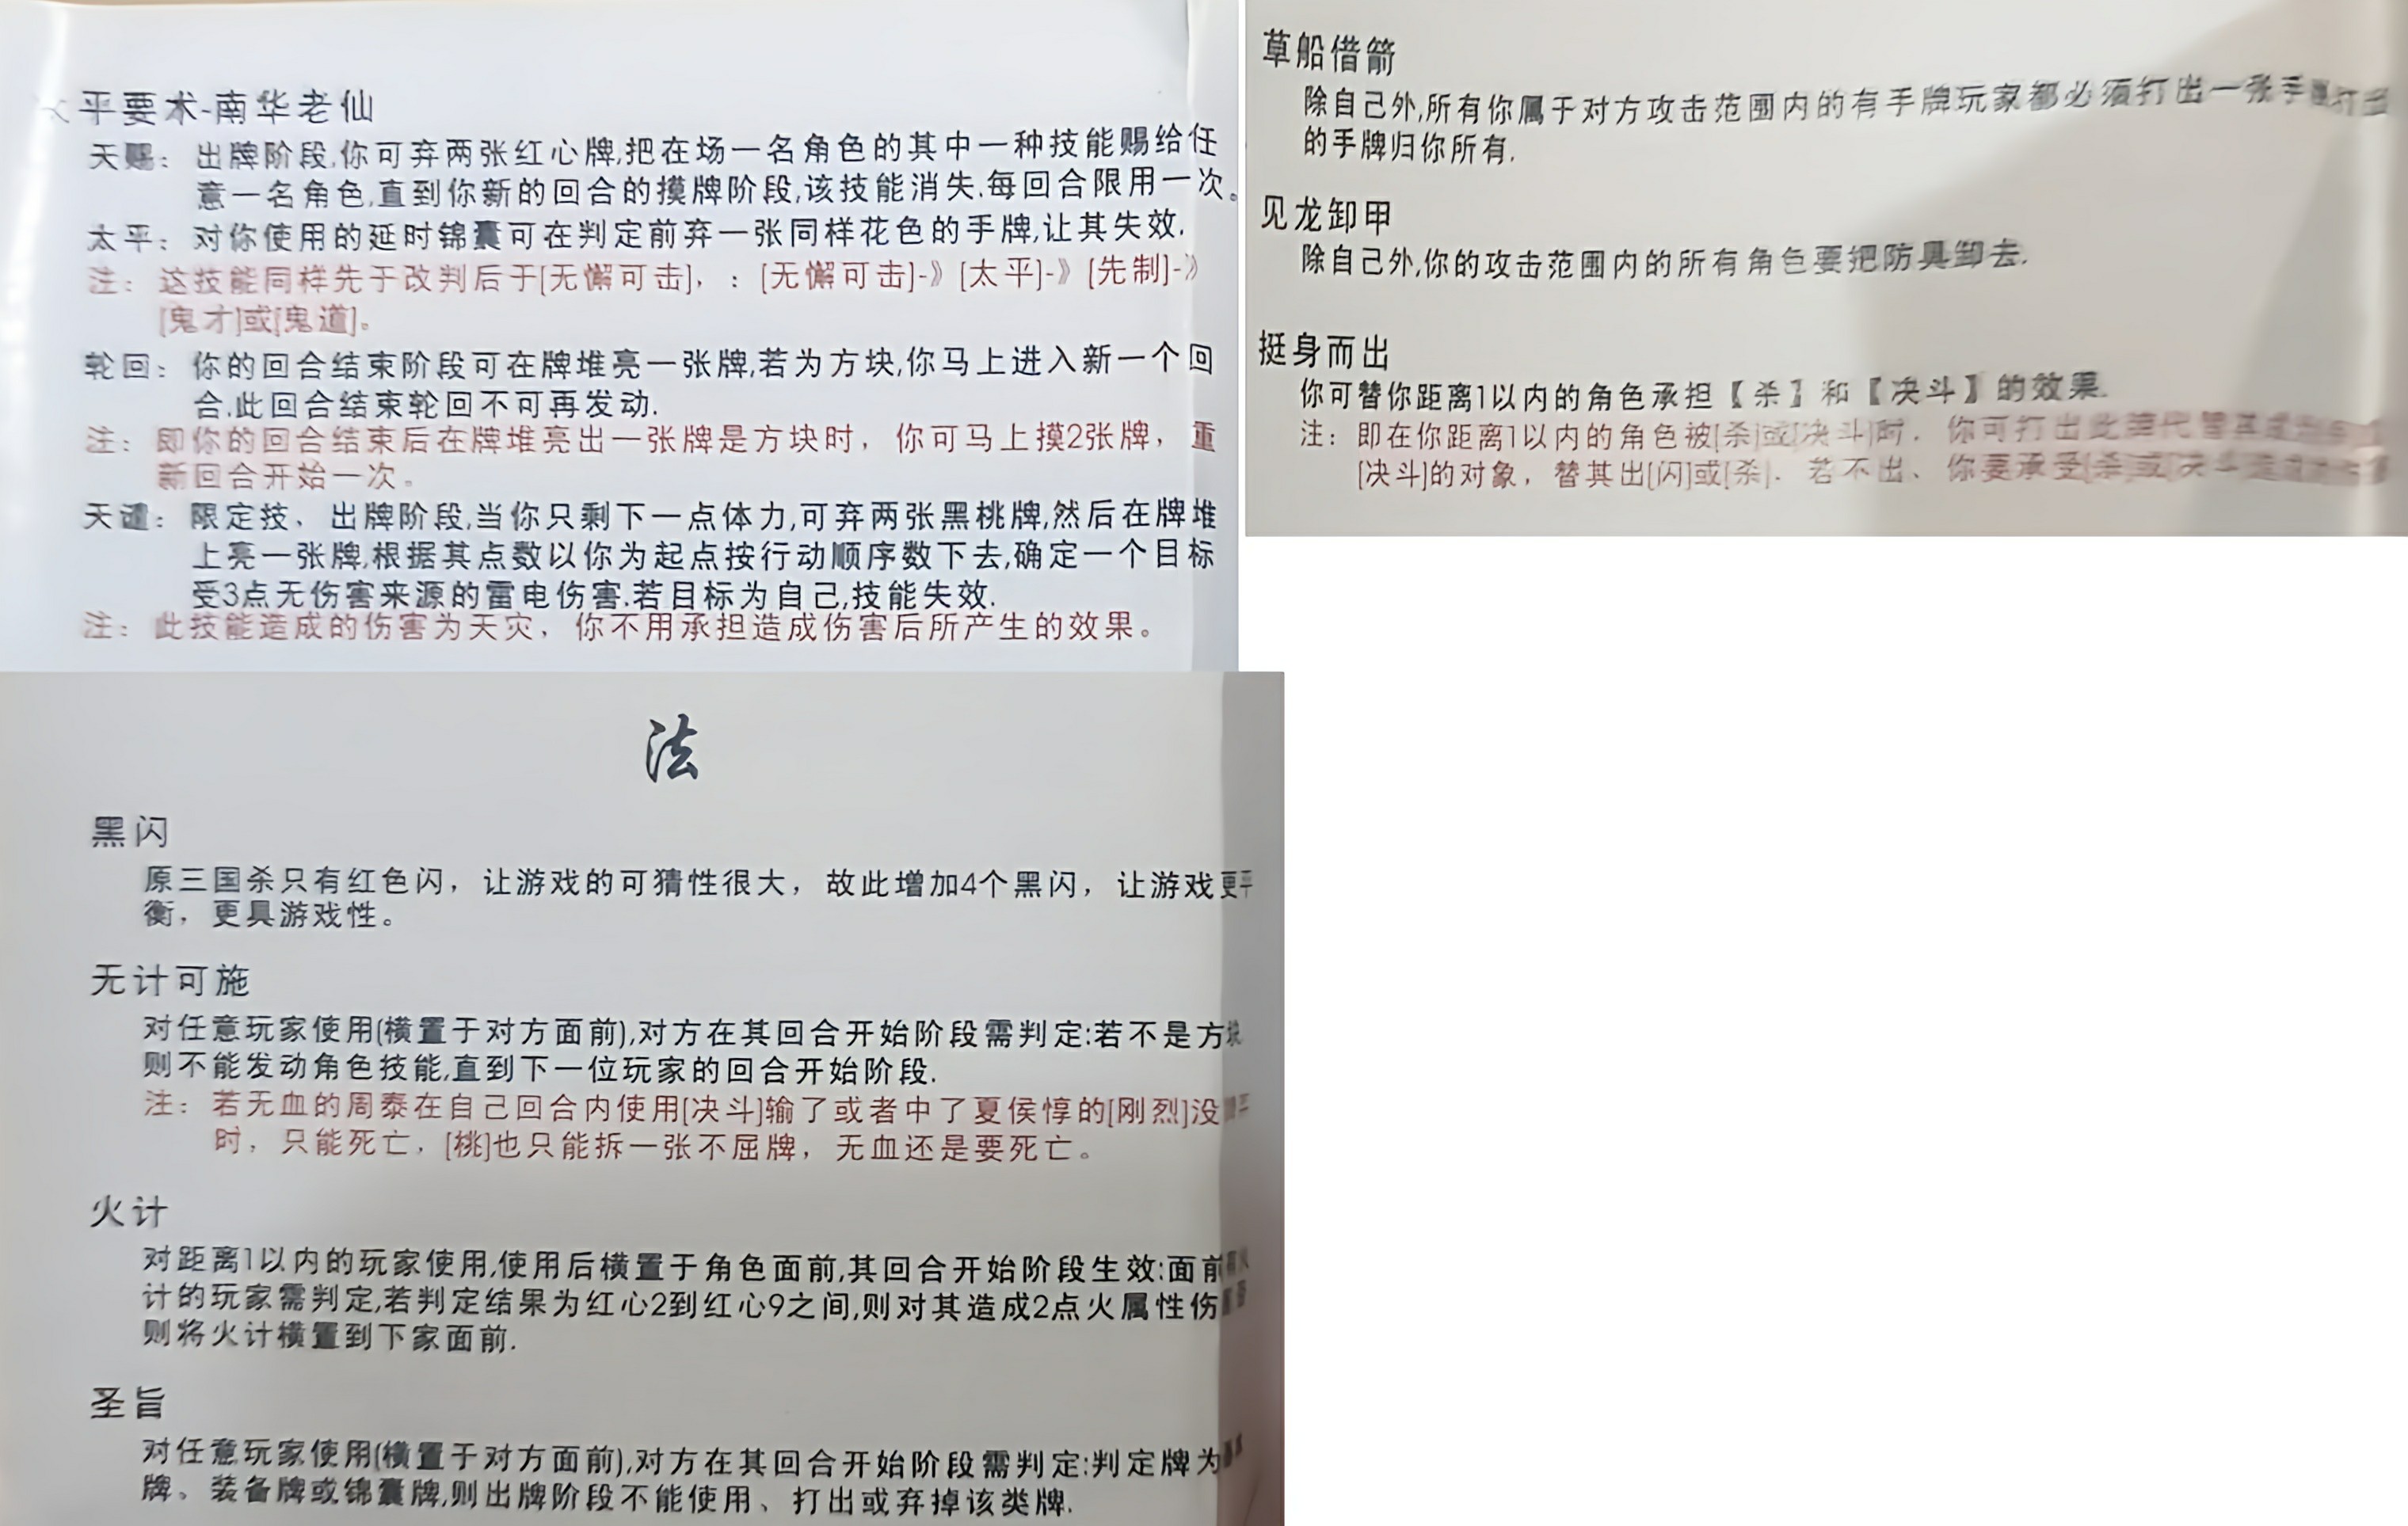 平要术-南华老仙
天赐：出牌阶段,你可弃两张红心牌,把在场一名角色的其中一种技能赐给任
意一名角色,直到你新的回合的摸牌阶段,该技能消失.每回合限用一次。
太平：对你使用的延时锦囊可在判定前弃一张同样花色的手牌,让其失效.
注：这技能同样先于改判后于[无懈可击]，：[无懈可击]-》[太平]-》[先制]-》
[鬼才]或[鬼道]。
轮回：你的回合结束阶段可在牌堆亮一张牌,若为方块,你马上进入新一个回
合.此回合结束轮回不可再发动.
注：即你的回合结束后在牌堆亮出一张牌是方块时，你可马上摸2张牌，重
新回合开始一次。
天谴：限定技、出牌阶段,当你只剩下一点体力,可弃两张黑桃牌,然后在牌堆
上亮一张牌,根据其点数以你为起点按行动顺序数下去,确定一个目标
受3点无伤害来源的雷电伤害.若目标为自己,技能失效.
注：此技能造成的伤害为天灾，你不用承担造成伤害后所产生的效果。
草船借箭
除自己外,所有你属于对方攻击范围内的有手牌玩家都必须打出一张手
的手牌归你所有.
见龙卸甲
除自己外,你的攻击范围内的所有角色要把防具卸去.
挺身而出
你可替你距离1以内的角色承担【杀】和【决斗】的效果.
注：即在你距离1以内的角色被[杀]或[决斗]时．你可打出此牌代替其成
[决斗]的对象，替其出[闪]或[杀]．若不出、你要承受[杀]或[决斗]造成
法
黑闪
原三国杀只有红色闪，让游戏的可猜性很大，故此增加4个黑闪，让游戏更平
衡，更具游戏性。
无计可施
对任意玩家使用(横置于对方面前),对方在其回合开始阶段需判定:若不是方块
则不能发动角色技能,直到下一位玩家的回合开始阶段.
注：若无血的周泰在自己回合内使用[决斗]输了或者中了夏侯惇的[刚烈]没
时，只能死亡，[桃]也只能拆一张不屈牌，无血还是要死亡。
火计
对距离1以内的玩家使用,使用后横置于角色面前,其回合开始阶段生效:面前
计的玩家需判定,若判定结果为红心2到红心9之间,则对其造成2点火属性伤
则将火计横置到下家面前.
圣旨
对任意玩家使用(横置于对方面前),对方在其回合开始阶段需判定:判定牌为
牌、装备牌或锦囊牌,则出牌阶段不能使用、打出或弃掉该类牌.